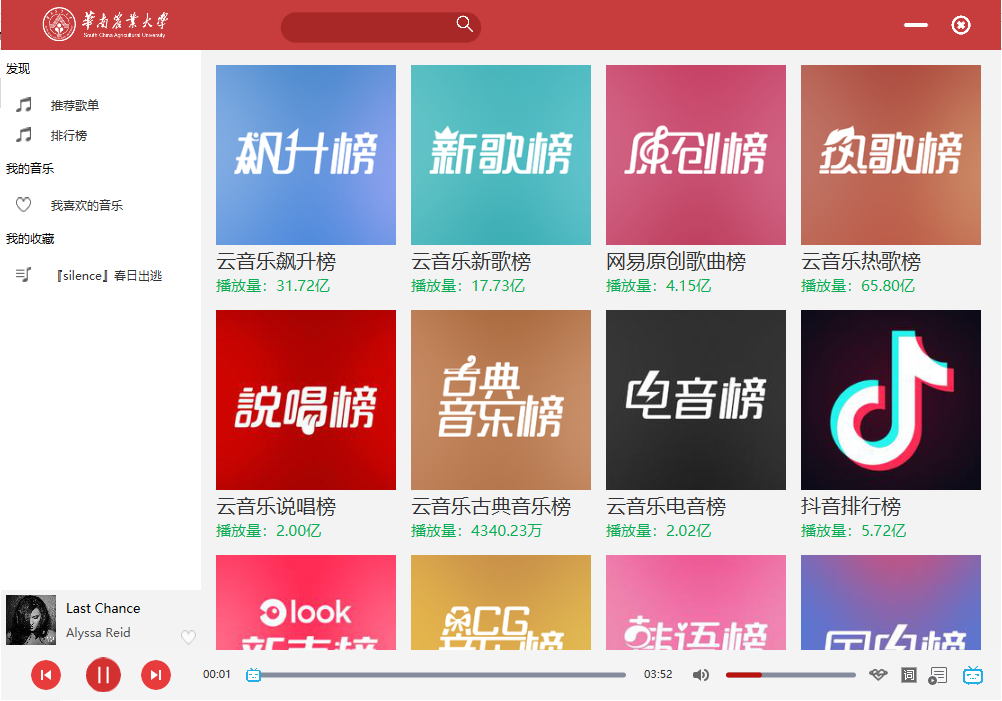 華南農業大學
South China Agricultural University
发现
推荐歌单
排行榜
我的音乐
我喜欢的音乐
我的收藏
『silence』春日出逃
飙升榜
新歌榜
原创榜
热歌榜
云音乐飙升榜
云音乐新歌榜
网易原创歌曲榜
云音乐热歌榜
播放量：31.72亿
播放量：17.73亿
播放量：4.15亿
播放量：65.80亿
説唱榜
古典
音乐榜
电音榜
云音乐说唱榜
云音乐古典音乐榜
云音乐电音榜
抖音排行榜
播放量：2.00亿
播放量：4340.23万
播放量：2.02亿
播放量：5.72亿
look
新声榜
ACG
音乐榜
韩语榜
国电榜
Last Chance
Alyssa Reid
00:01
03:52
词